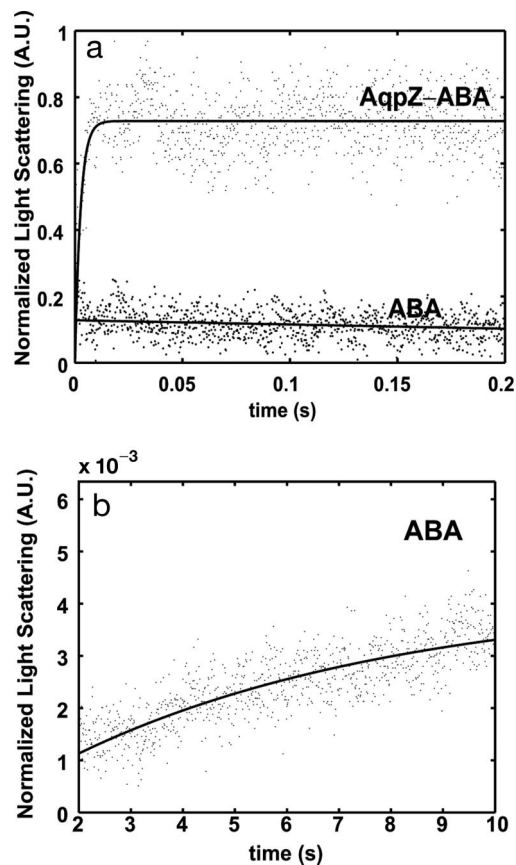 a
Normalized Light Scattering (A.U.)
1
0.8
0.6
0.4
0.2
0
AqpZ–ABA
ABA
0 0.05 0.1 0.15 0.2
time (s)
x 10⁻³
b
Normalized Light Scattering (A.U.)
6
5
4
3
2
1
0
ABA
2 3 4 5 6 7 8 9 10
time (s)